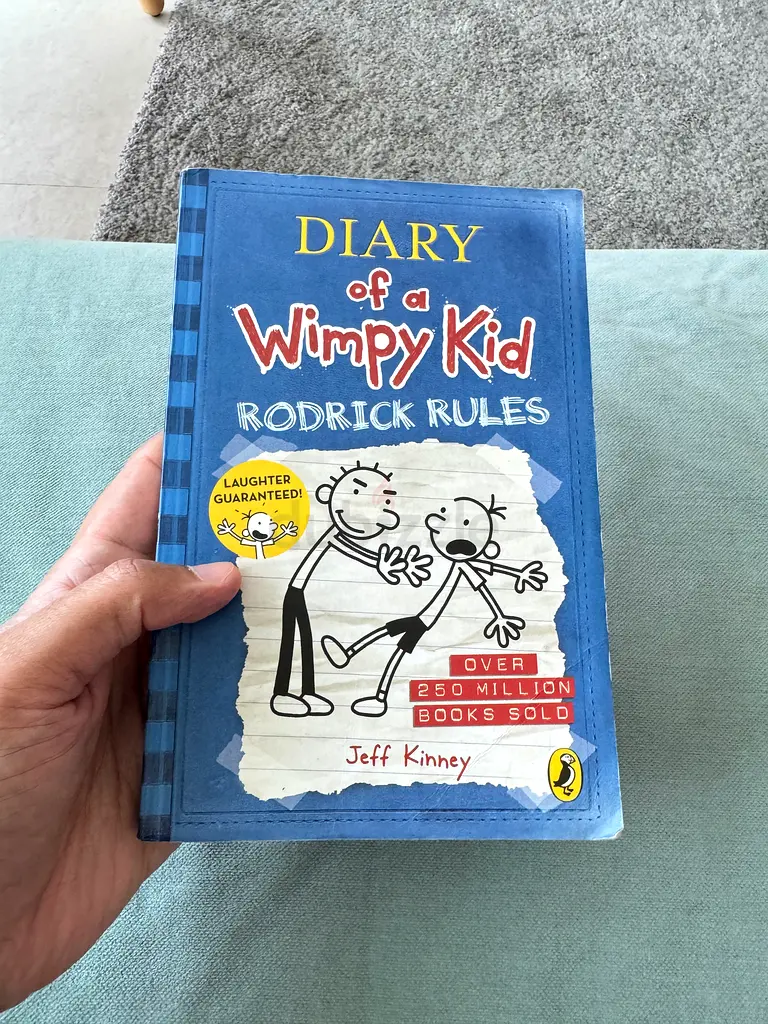 DIARY
of a
Wimpy Kid
RODRICK RULES
LAUGHTER
GUARANTEED!
OVER
250 MILLION
BOOKS SOLD
Jeff Kinney